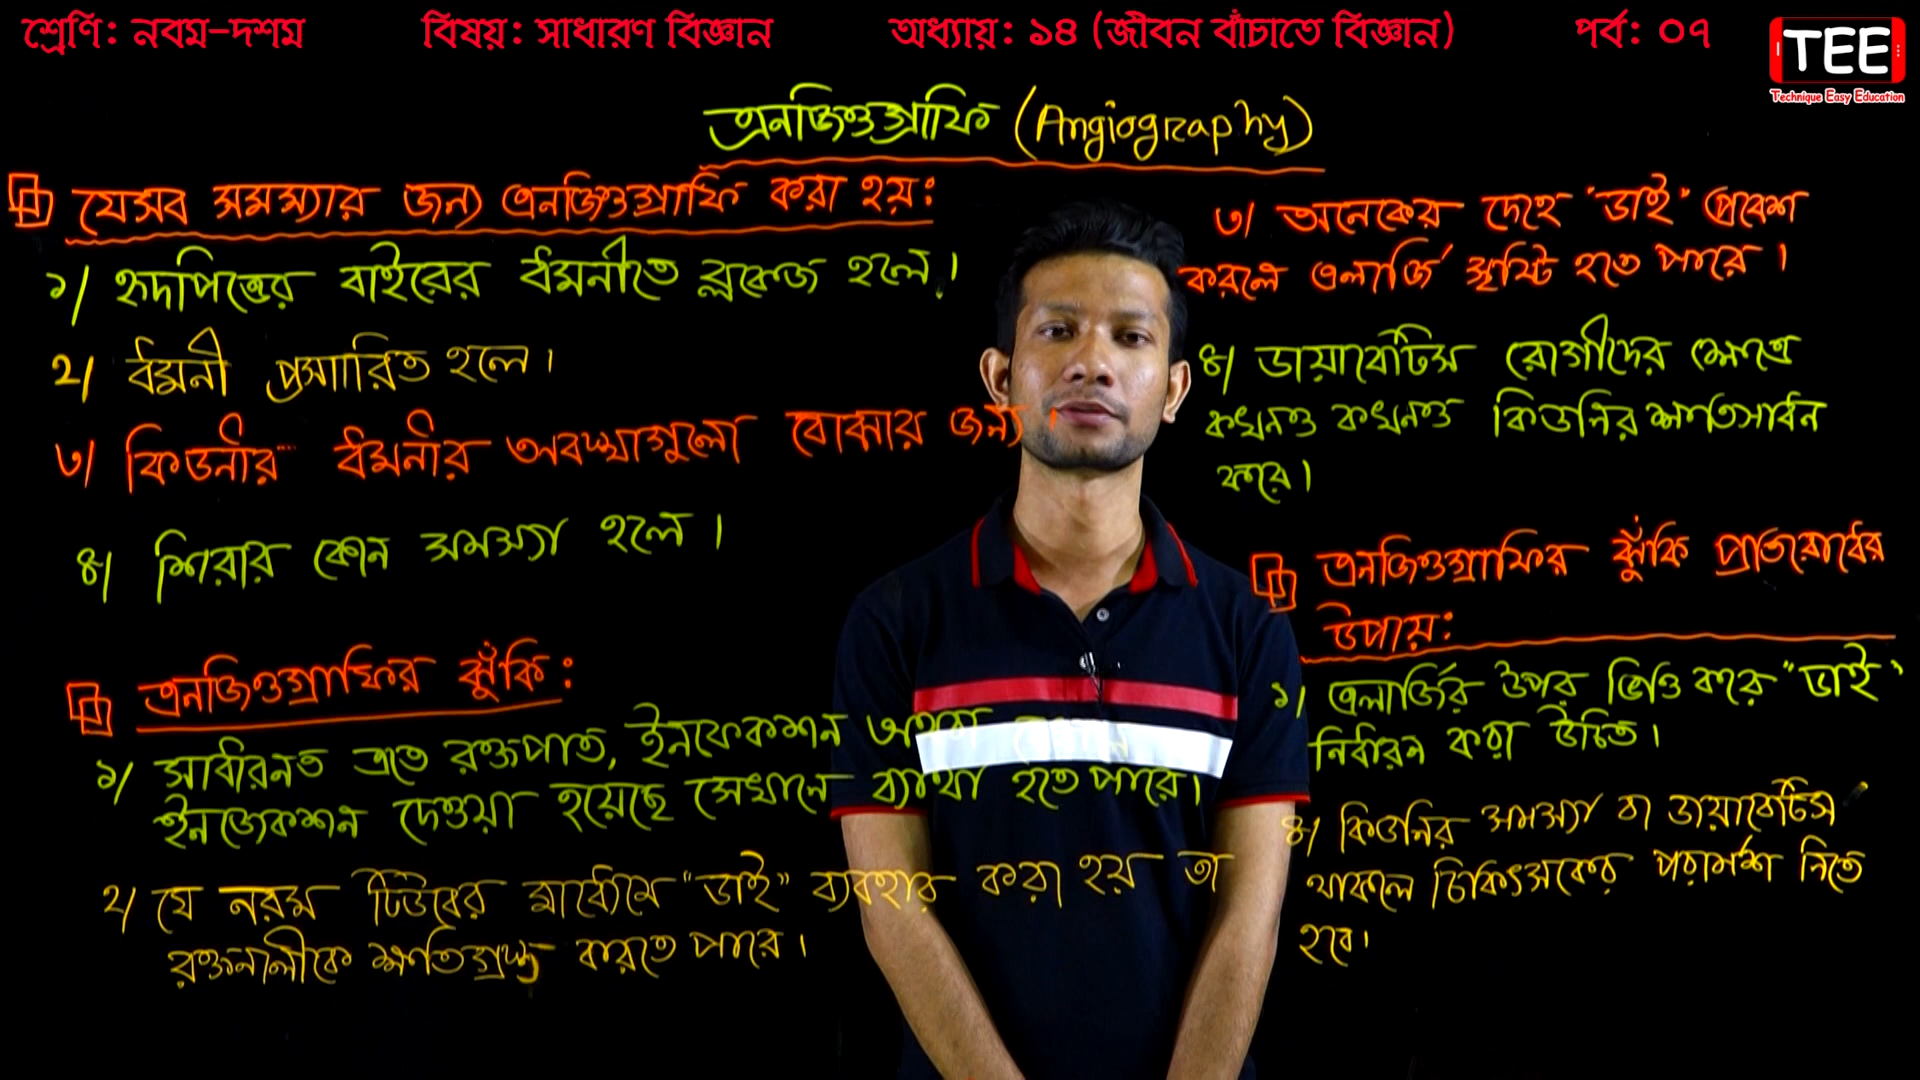 শ্রেণি: নবম-দশম
বিষয়: সাধারণ বিজ্ঞান
অধ্যায়: ১৪ (জীবন বাঁচাতে বিজ্ঞান)
পর্ব: ০৭
TEE
Technique Easy Education
এনজিওগ্রাফি (Angiography)
যেসব সমস্যার জন্য এনজিওগ্রাফি করা হয়:
১/ হৃদপিন্ডের বাইরের ধমনীতে ব্লকেজ হলে।
২/ ধমনী প্রসারিত হলে।
৩/ কিডনীর ধমনীর অবস্থাগুলো বোঝার জন্য।
৪/ শিরার কোন সমস্যা হলে।
এনজিওগ্রাফির ঝুঁকি:
১/ সাধারনত এতে রক্তপাত, ইনফেকশন অথবা
ইনজেকশন দেওয়া হয়েছে সেখানে ব্যাথা হতে পারে।
২/ যে নরম টিউবের মাধ্যেমে "ডাই" ব্যবহার করা হয় তা
রক্তনালীকে ক্ষতিগ্রস্ত করতে পারে।
৩/ অনেকের দেহে "ডাই" প্রবেশ
করলে এলার্জি সৃষ্টি হতে পারে।
৪/ ডায়াবেটিস রোগীদের ক্ষেত্রে
কখনও কখনও কিডনির ক্ষতিসাধন
করে।
এনজিওগ্রাফির ঝুঁকি প্রতিরোধের
উপায়:
১/ এলার্জির উপর ভিত্তি করে "ডাই"
নির্ধারন করা উচিত।
৪/ কিডনির সমস্যা বা ডায়াবেটিস
থাকলে চিকিৎসকের পরামর্শ নিতে
হবে।